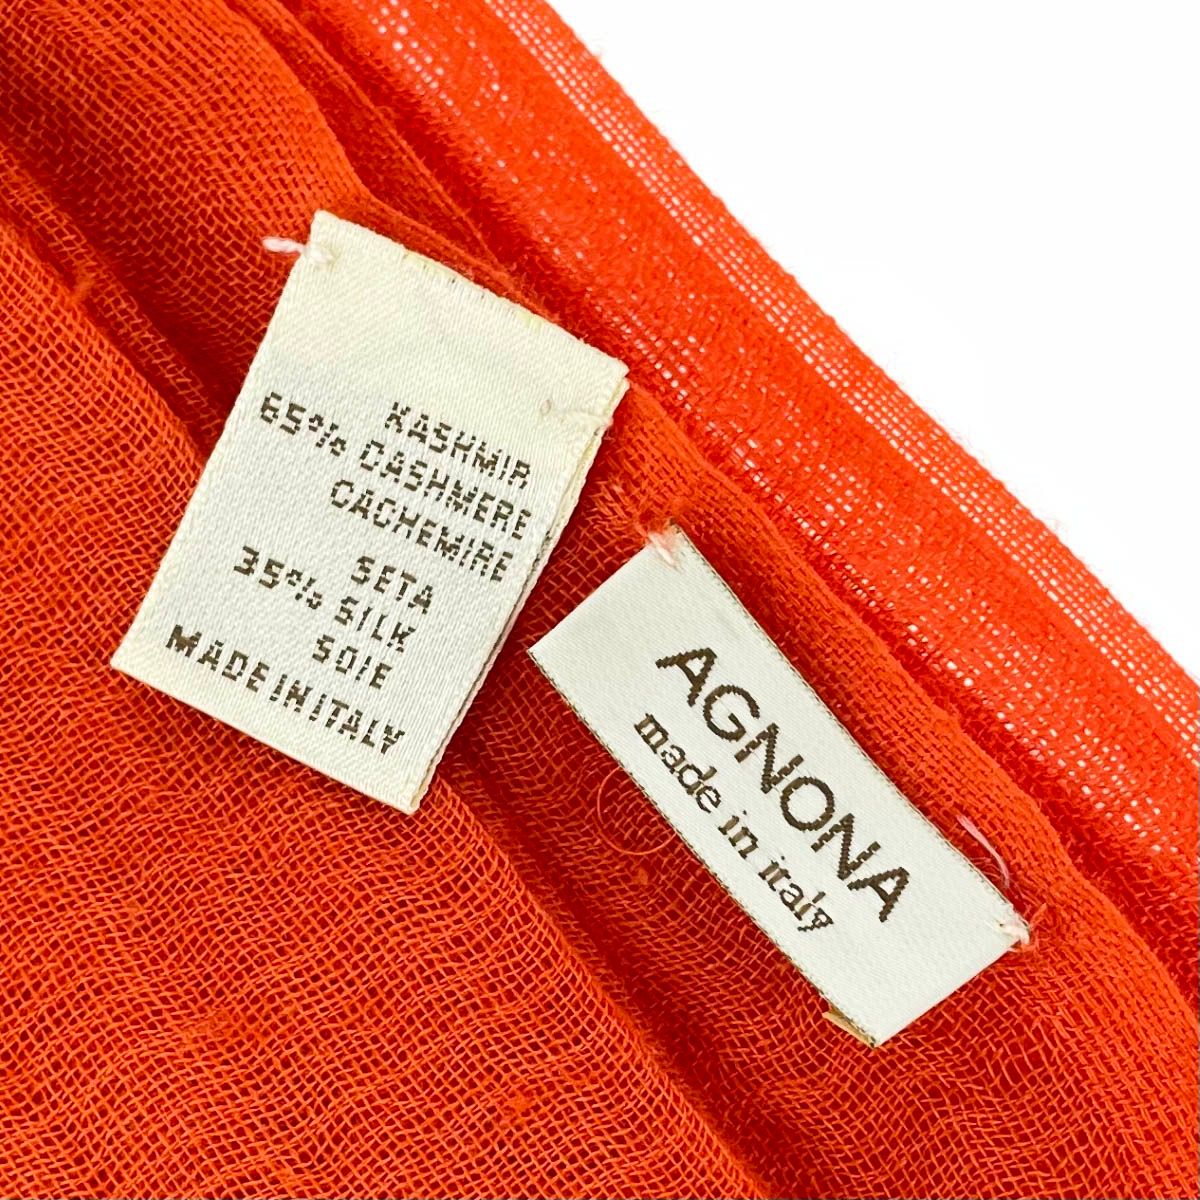 KASHMIR
65% CASHMERE
CACHEMIRE
SETA
35% SILK
SOIE
MADE IN ITALY
AGNONA
made in italy